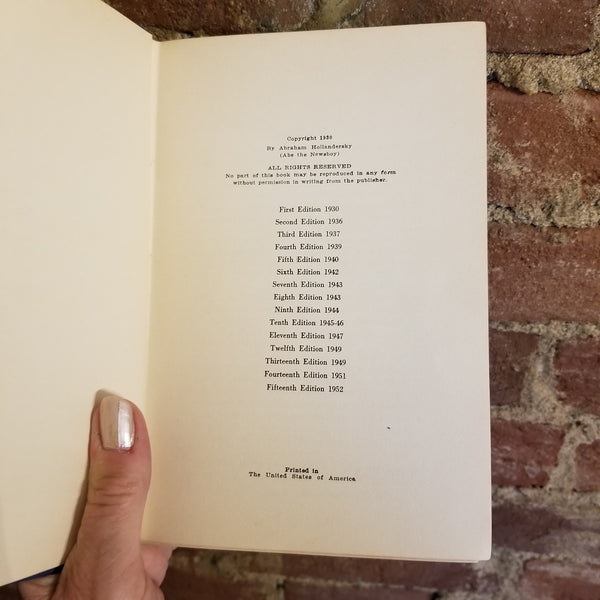 Copyright 1930
By Abraham Hollandersky
(Abe the Newsboy)
ALL RIGHTS RESERVED
No part of this book may be reproduced in any form
without permission in writing from the publisher.
First Edition 1930
Second Edition 1936
Third Edition 1937
Fourth Edition 1939
Fifth Edition 1940
Sixth Edition 1942
Seventh Edition 1943
Eighth Edition 1943
Ninth Edition 1944
Tenth Edition 1945-46
Eleventh Edition 1947
Twelfth Edition 1949
Thirteenth Edition 1949
Fourteenth Edition 1951
Fifteenth Edition 1952
Printed in
The United States of America